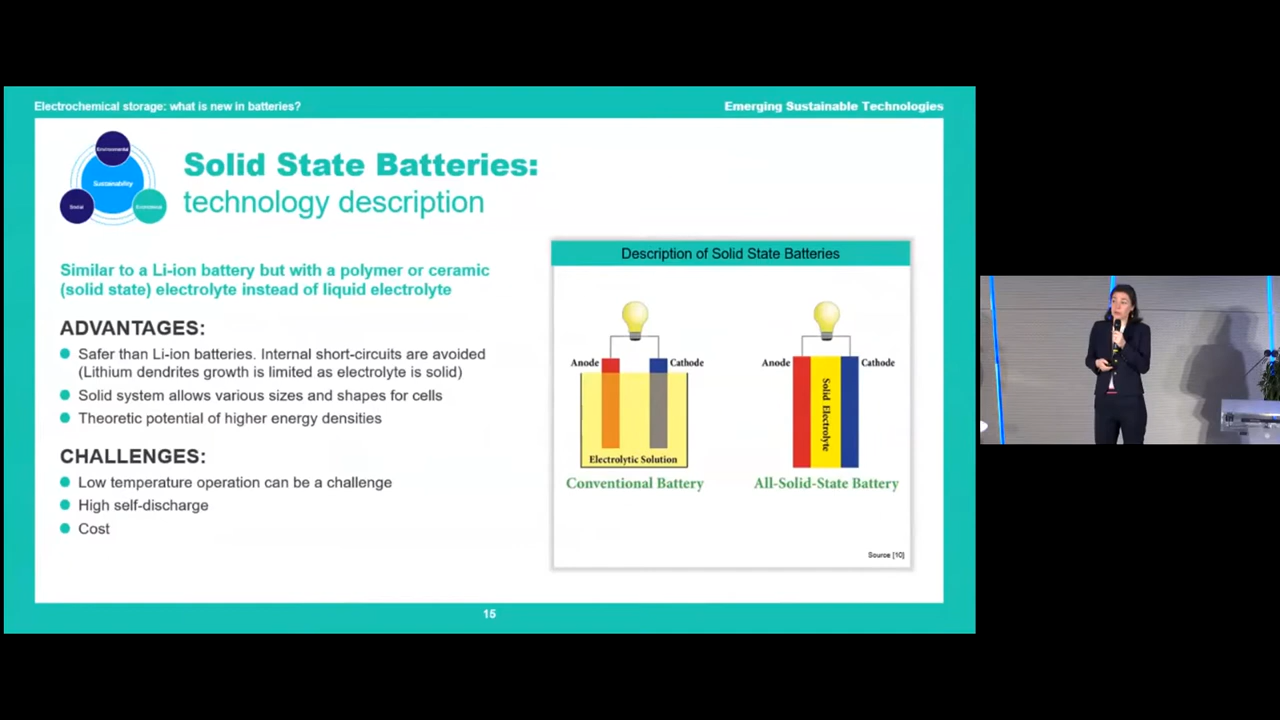 Electrochemical storage: what is new in batteries?
Emerging Sustainable Technologies
Environmental
Sustainability
Social
Economical
Solid State Batteries:
technology description
Similar to a Li-ion battery but with a polymer or ceramic
(solid state) electrolyte instead of liquid electrolyte
ADVANTAGES:
Safer than Li-ion batteries. Internal short-circuits are avoided
(Lithium dendrites growth is limited as electrolyte is solid)
Solid system allows various sizes and shapes for cells
Theoretic potential of higher energy densities
CHALLENGES:
Low temperature operation can be a challenge
High self-discharge
Cost
Description of Solid State Batteries
Anode
Cathode
Electrolytic Solution
Conventional Battery
Anode
Cathode
Solid Electrolyte
All-Solid-State Battery
Source [10]
15